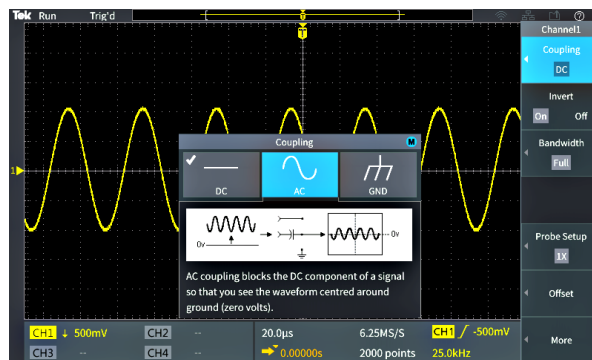 Tek Run Trig'd
T
Channel1
Coupling
DC
Invert
On Off
Bandwidth
Full
Probe Setup
1X
Offset
More
1
Coupling M
DC AC GND
0v 0v
AC coupling blocks the DC component of a signal
so that you see the waveform centred around
ground (zero volts).
CH1 500mV CH2 -- 20.0µs 6.25MS/S CH1 -500mV
CH3 -- CH4 -- 0.00000s 2000 points 25.0kHz